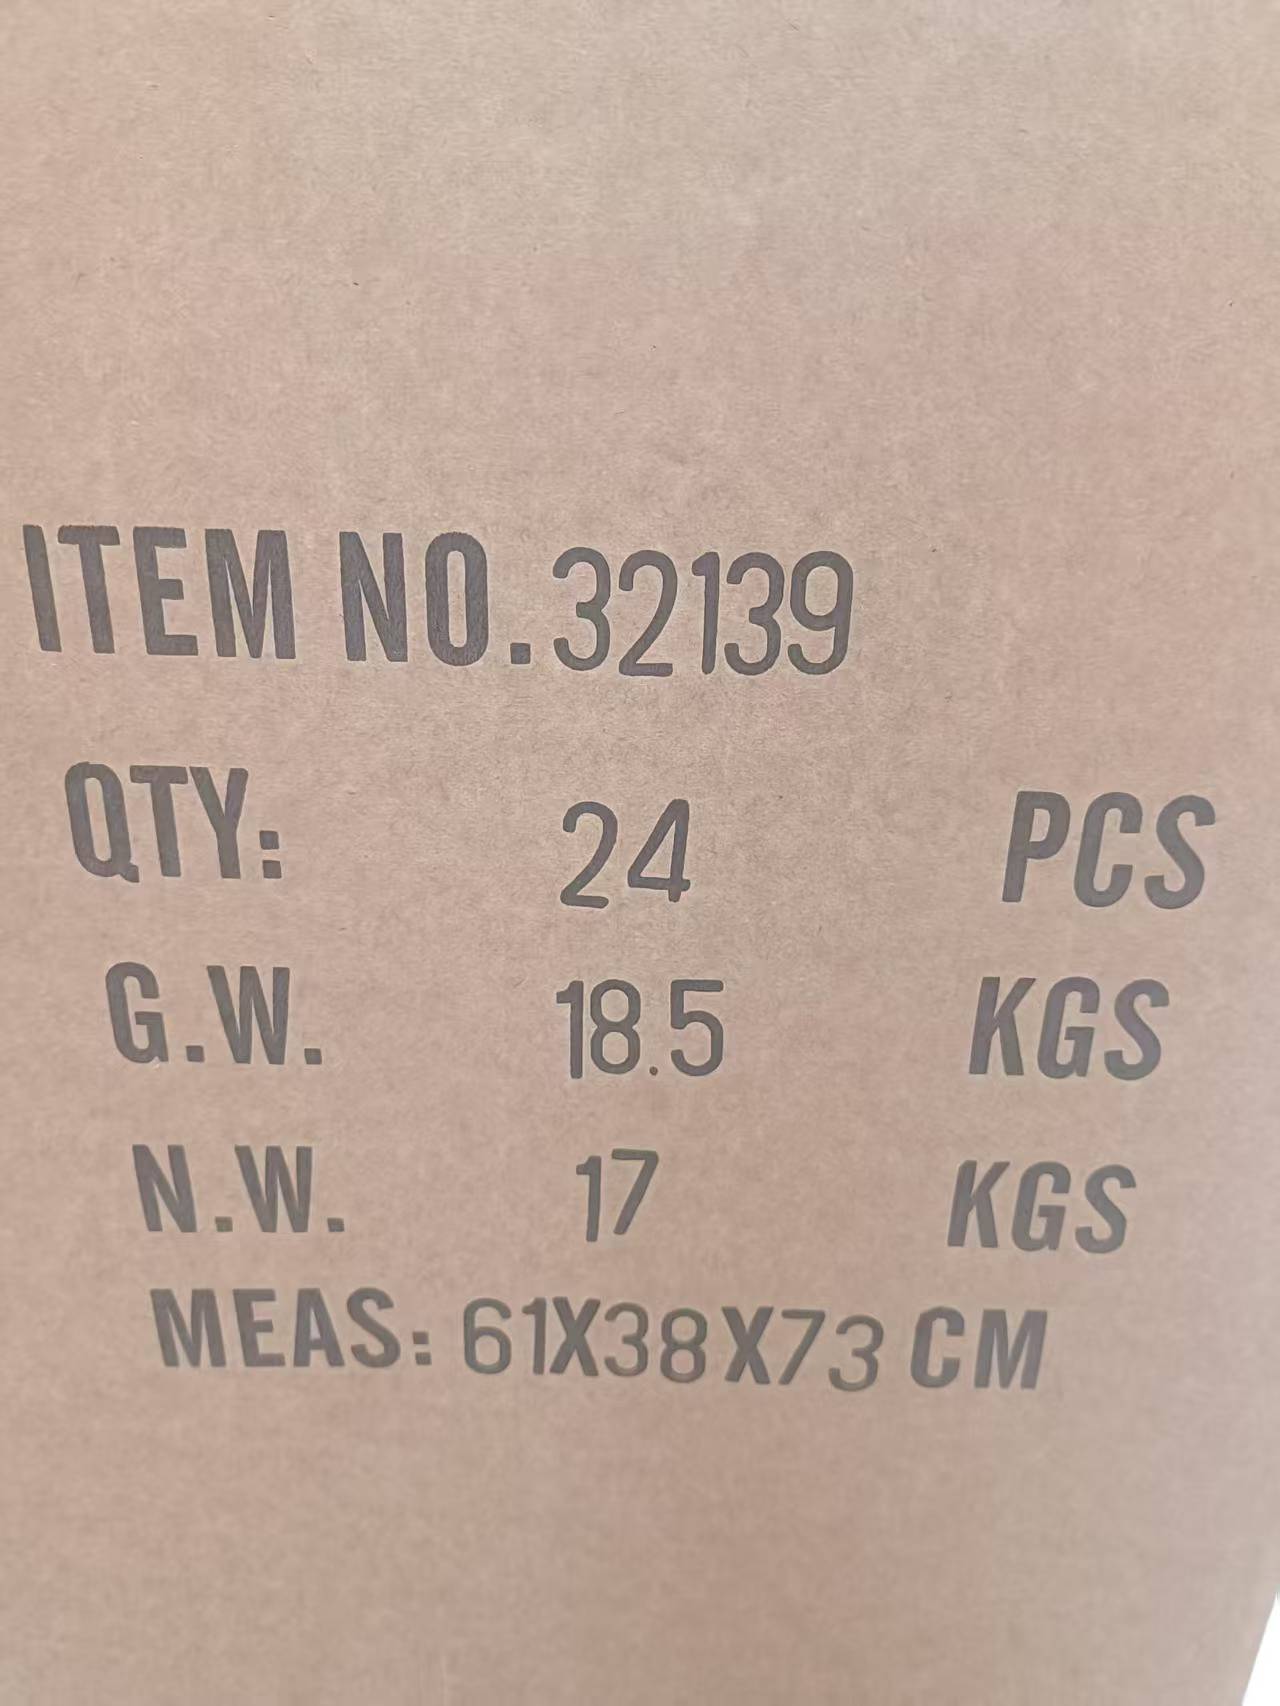 ITEM NO.32139
QTY: 24 PCS
G.W. 18.5 KGS
N.W. 17 KGS
MEAS: 61X38X73 CM